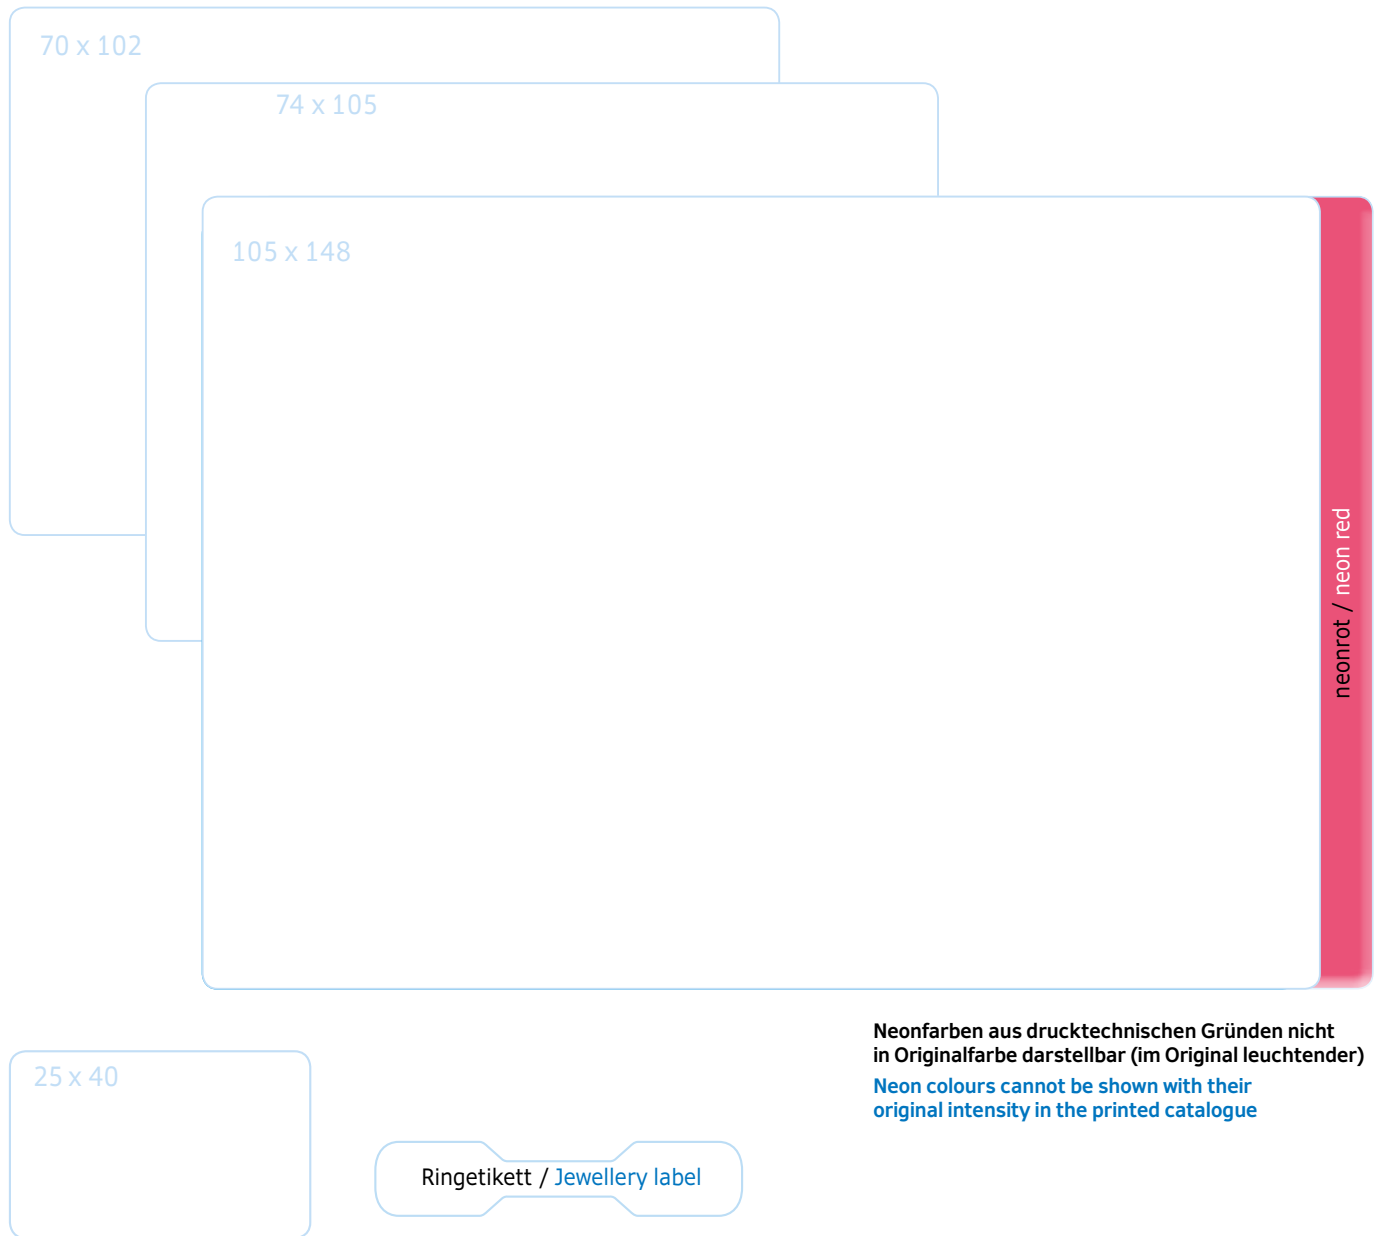 70 x 102
74 x 105
105 x 148
neonrot / neon red
Neonfarben aus drucktechnischen Gründen nicht
in Originalfarbe darstellbar (im Original leuchtender)
Neon colours cannot be shown with their
original intensity in the printed catalogue
25 x 40
Ringetikett / Jewellery label